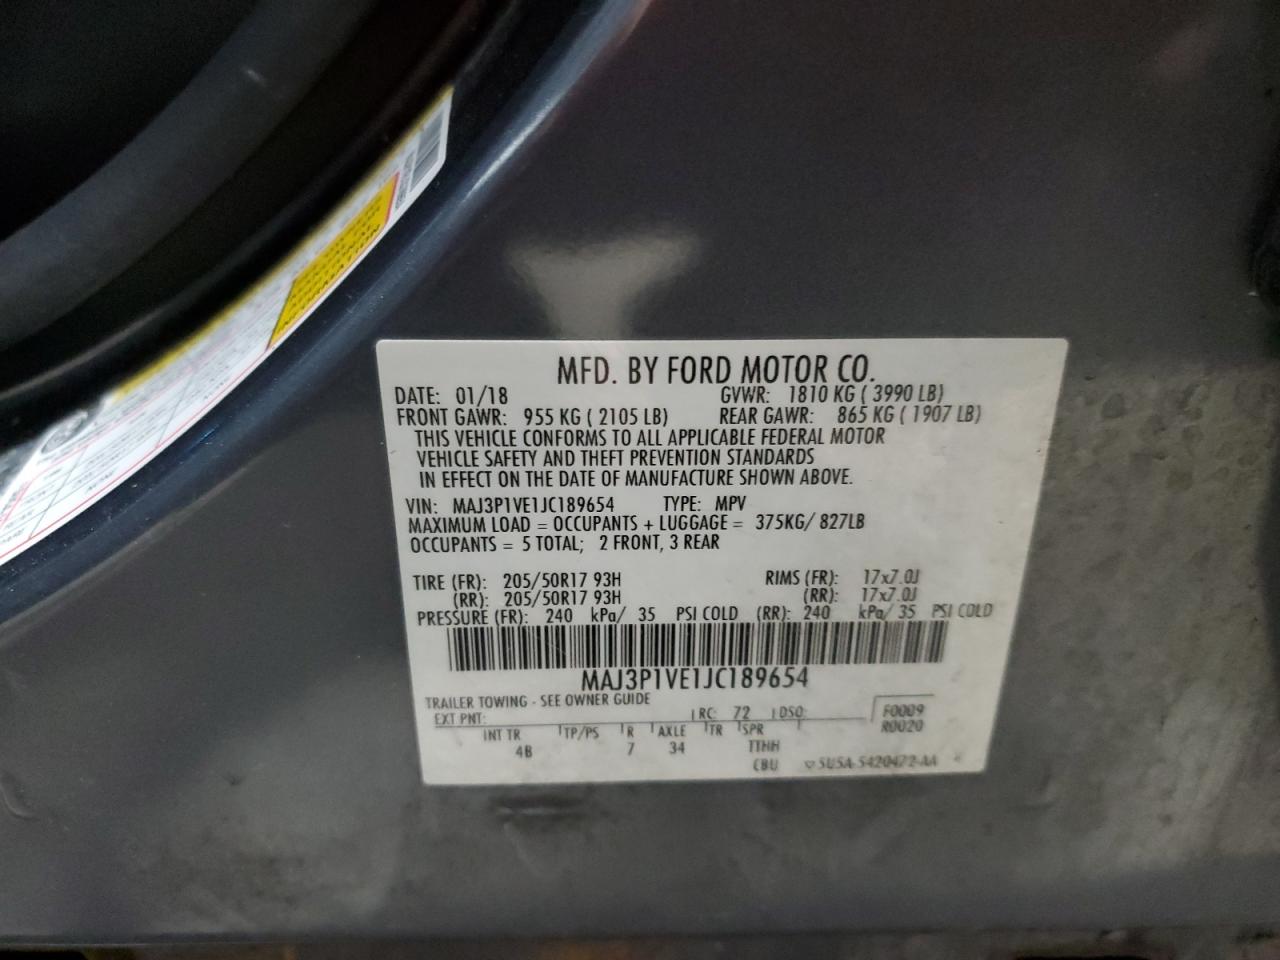 MFD. BY FORD MOTOR CO.
DATE: 01/18 GVWR: 1810 KG ( 3990 LB)
FRONT GAWR: 955 KG ( 2105 LB) REAR GAWR: 865 KG ( 1907 LB)
THIS VEHICLE CONFORMS TO ALL APPLICABLE FEDERAL MOTOR
VEHICLE SAFETY AND THEFT PREVENTION STANDARDS
IN EFFECT ON THE DATE OF MANUFACTURE SHOWN ABOVE.
VIN: MAJ3P1VE1JC189654 TYPE: MPV
MAXIMUM LOAD = OCCUPANTS + LUGGAGE = 375KG/ 827LB
OCCUPANTS = 5 TOTAL; 2 FRONT, 3 REAR
TIRE (FR): 205/50R17 93H RIMS (FR): 17x7.0J
(RR): 205/50R17 93H (RR): 17x7.0J
PRESSURE (FR): 240 kPa/ 35 PSI COLD (RR): 240 kPa/ 35 PSI COLD
MAJ3P1VE1JC189654
TRAILER TOWING - SEE OWNER GUIDE
EXT PNT: RC: 72 DSO: F0009
R0020
INT TR TP/PS R AXLE TR SPR
4B 7 34 TTHH
CBU 5U5A-5420472-AA